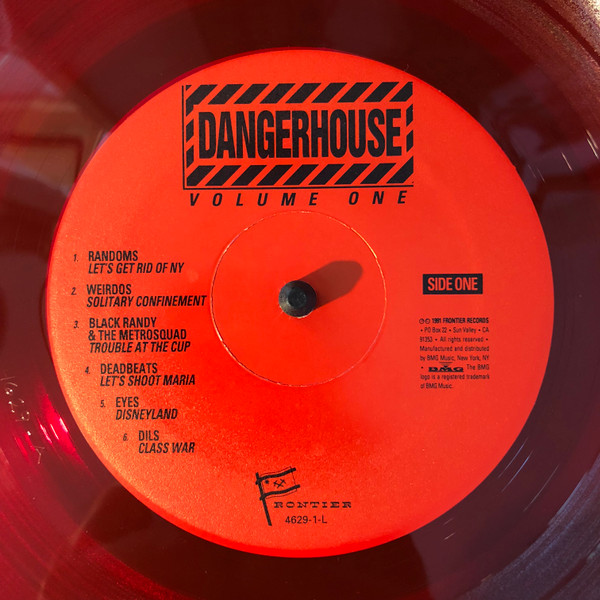 DANGERHOUSE
VOLUME ONE
1. RANDOMS
LET'S GET RID OF NY
2. WEIRDOS
SOLITARY CONFINEMENT
3. BLACK RANDY
& THE METROSQUAD
TROUBLE AT THE CUP
4. DEADBEATS
LET'S SHOOT MARIA
5. EYES
DISNEYLAND
6. DILS
CLASS WAR
SIDE ONE
©℗ 1991 FRONTIER RECORDS
• PO Box 22 • Sun Valley • CA
91353 • All rights reserved. •
Manufactured and distributed
by BMG Music, New York, NY
• BMG The BMG
logo is a registered trademark
of BMG Music.
FRONTIER
4629-1-L